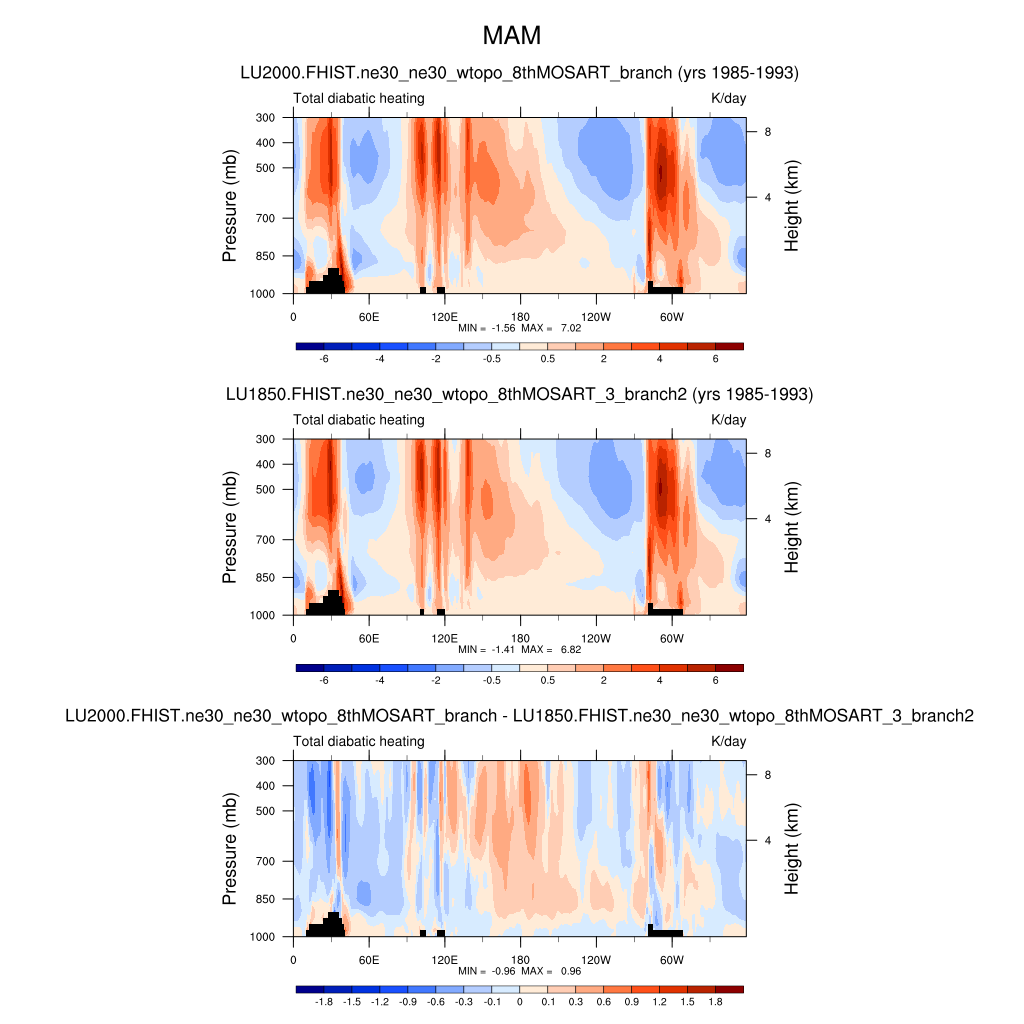 MAM
LU2000.FHIST.ne30_ne30_wtopo_8thMOSART_branch (yrs 1985-1993)
Total diabatic heating K/day
300
400
500
700
850
1000
Pressure (mb)
8
4
Height (km)
0 60E 120E 180 120W 60W
MIN = -1.56 MAX = 7.02
-6 -4 -2 -0.5 0.5 2 4 6
LU1850.FHIST.ne30_ne30_wtopo_8thMOSART_3_branch2 (yrs 1985-1993)
Total diabatic heating K/day
300
400
500
700
850
1000
Pressure (mb)
8
4
Height (km)
0 60E 120E 180 120W 60W
MIN = -1.41 MAX = 6.82
-6 -4 -2 -0.5 0.5 2 4 6
LU2000.FHIST.ne30_ne30_wtopo_8thMOSART_branch - LU1850.FHIST.ne30_ne30_wtopo_8thMOSART_3_branch2
Total diabatic heating K/day
300
400
500
700
850
1000
Pressure (mb)
8
4
Height (km)
0 60E 120E 180 120W 60W
MIN = -0.96 MAX = 0.96
-1.8 -1.5 -1.2 -0.9 -0.6 -0.3 -0.1 0 0.1 0.3 0.6 0.9 1.2 1.5 1.8